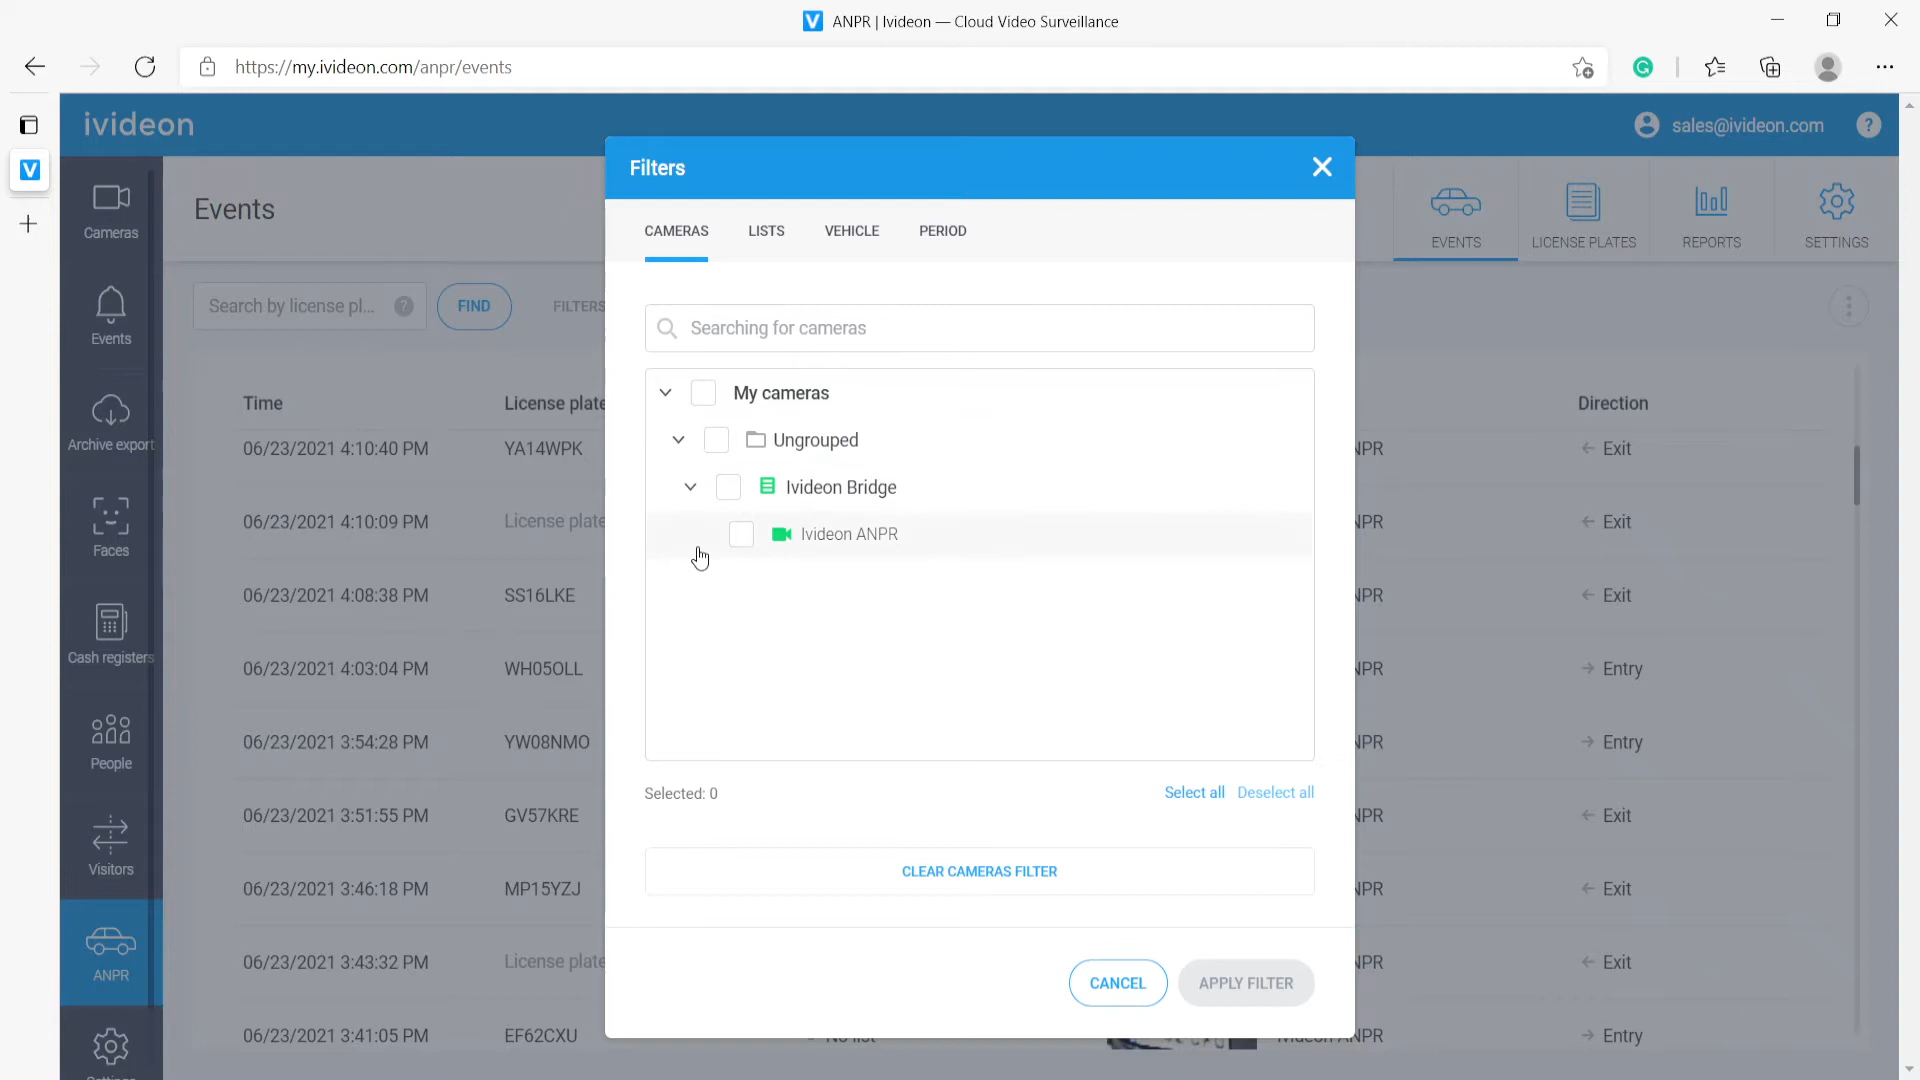 ANPR | Ivideon — Cloud Video Surveillance
https://my.ivideon.com/anpr/events
ivideon
sales@ivideon.com
?
Cameras
Events
Archive export
Faces
Cash registers
People
Visitors
ANPR
Events
EVENTS
LICENSE PLATES
REPORTS
SETTINGS
Search by license pl... ?
FIND
FILTERS
Time License plate Direction
06/23/2021 4:10:40 PM YA14WPK Exit
06/23/2021 4:10:09 PM License plate Exit
06/23/2021 4:08:38 PM SS16LKE Exit
06/23/2021 4:03:04 PM WH05OLL Entry
06/23/2021 3:54:28 PM YW08NMO Entry
06/23/2021 3:51:55 PM GV57KRE Exit
06/23/2021 3:46:18 PM MP15YZJ Exit
06/23/2021 3:43:32 PM License plate Exit
06/23/2021 3:41:05 PM EF62CXU Entry
Filters
CAMERAS LISTS VEHICLE PERIOD
Searching for cameras
My cameras
Ungrouped
Ivideon Bridge
Ivideon ANPR
Selected: 0 Select all Deselect all
CLEAR CAMERAS FILTER
CANCEL APPLY FILTER